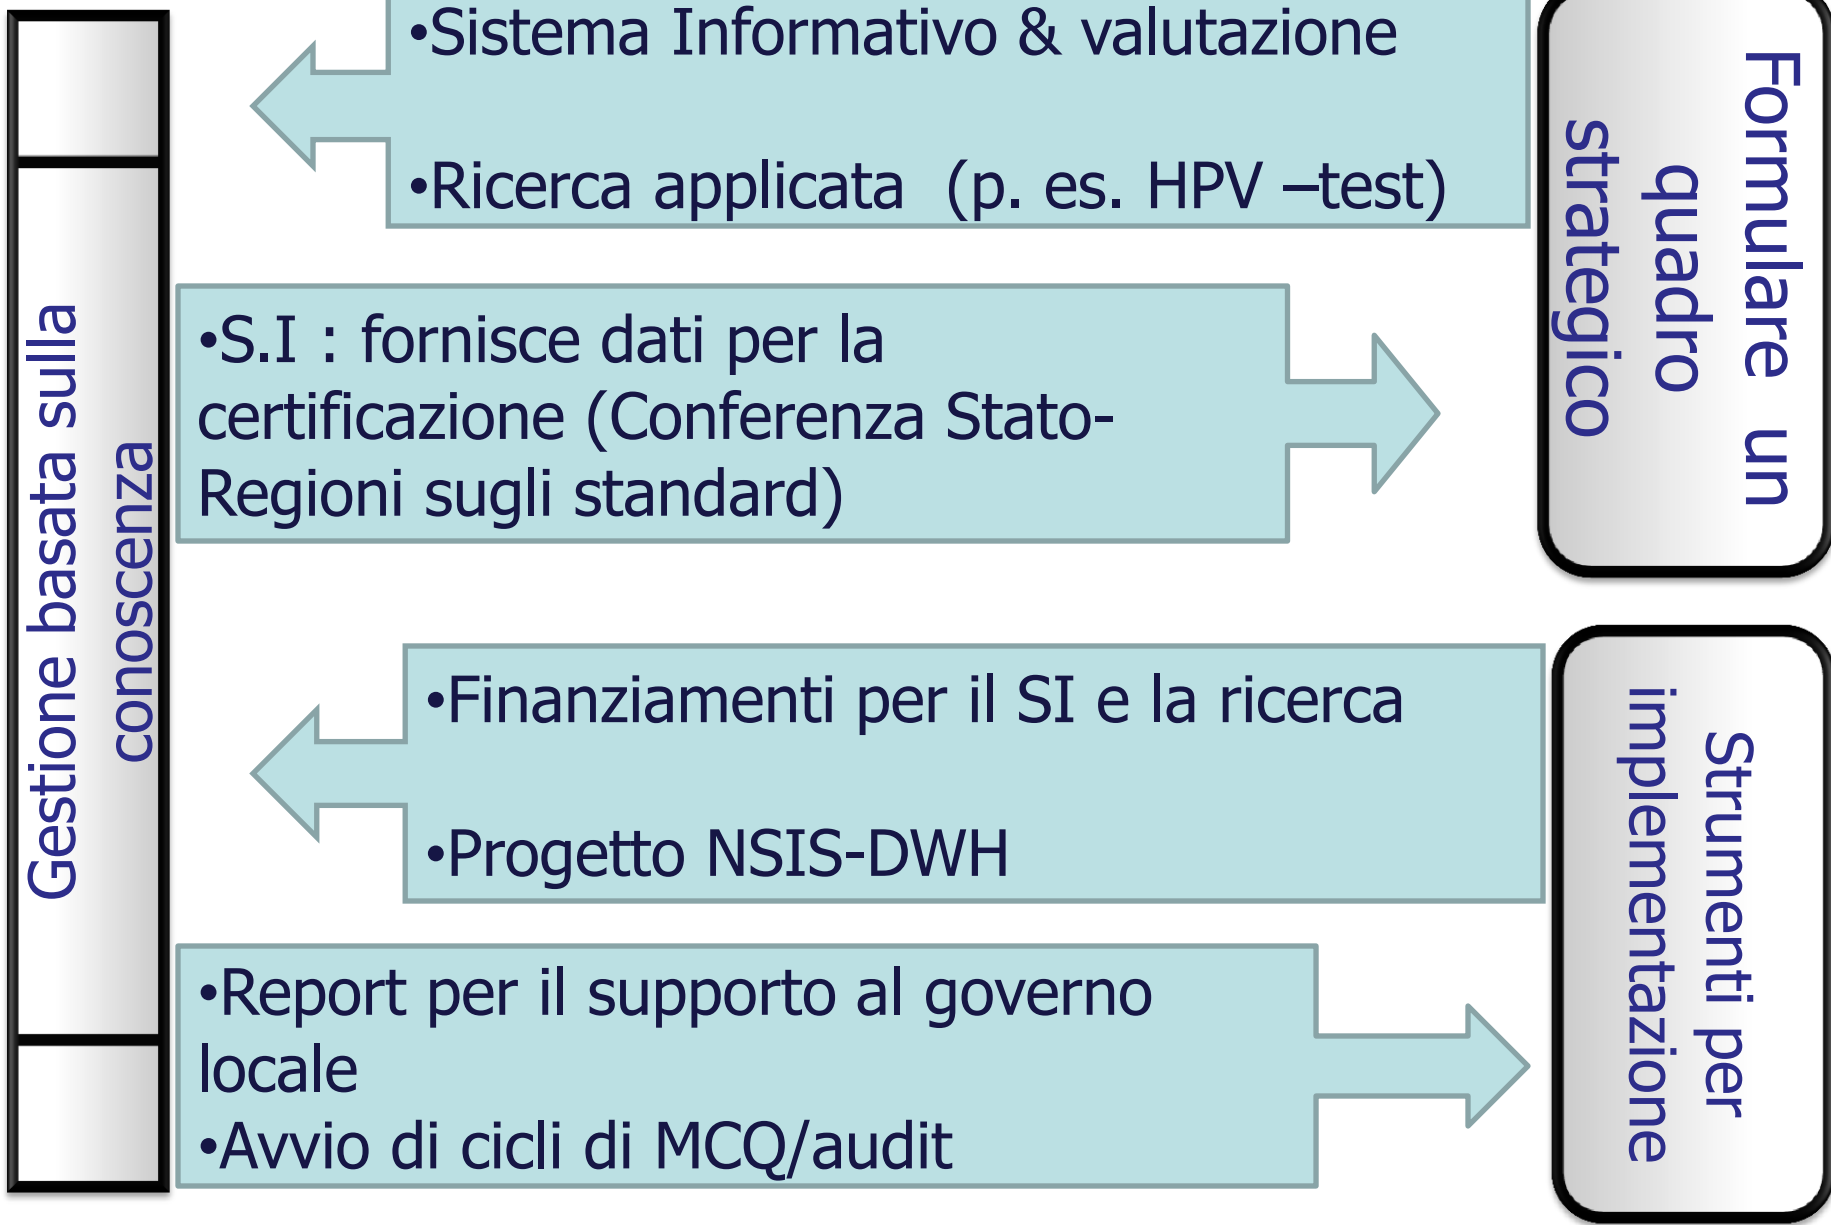 •Sistema Informativo & valutazione
•Ricerca applicata  (p. es. HPV –test)
•S.I : fornisce dati per la
certificazione (Conferenza Stato-
Regioni sugli standard)
•Finanziamenti per il SI e la ricerca
•Progetto NSIS-DWH
•Report per il supporto al governo
locale
•Avvio di cicli di MCQ/audit
Gestione basata sulla
conoscenza
Formulare  un
quadro
strategico
Strumenti per
implementazione